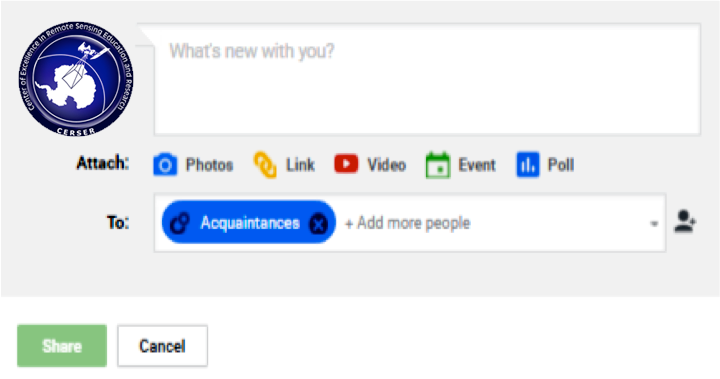 Center of Excellence in Remote Sensing Education and Research
CERSER
What's new with you?
Attach: Photos Link Video Event Poll
To: Acquaintances + Add more people
Share Cancel